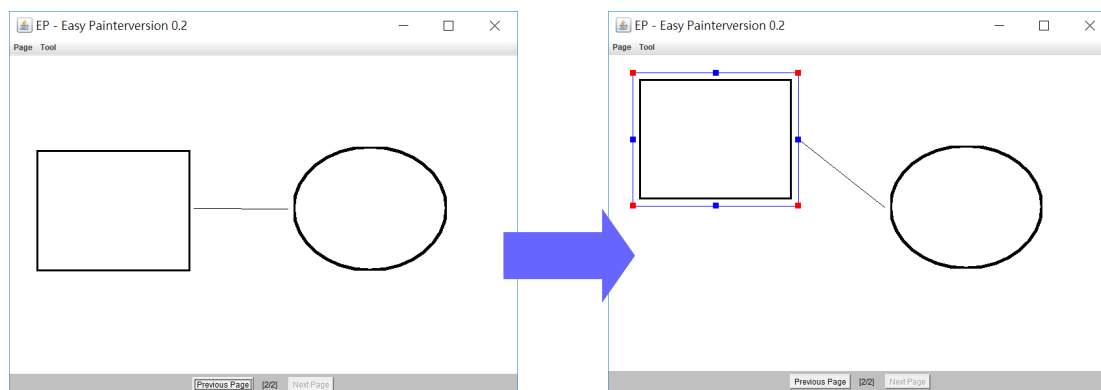 EP - Easy Painterversion 0.2
Page Tool
Previous Page [2/2] Next Page
EP - Easy Painterversion 0.2
Page Tool
Previous Page [2/2] Next Page